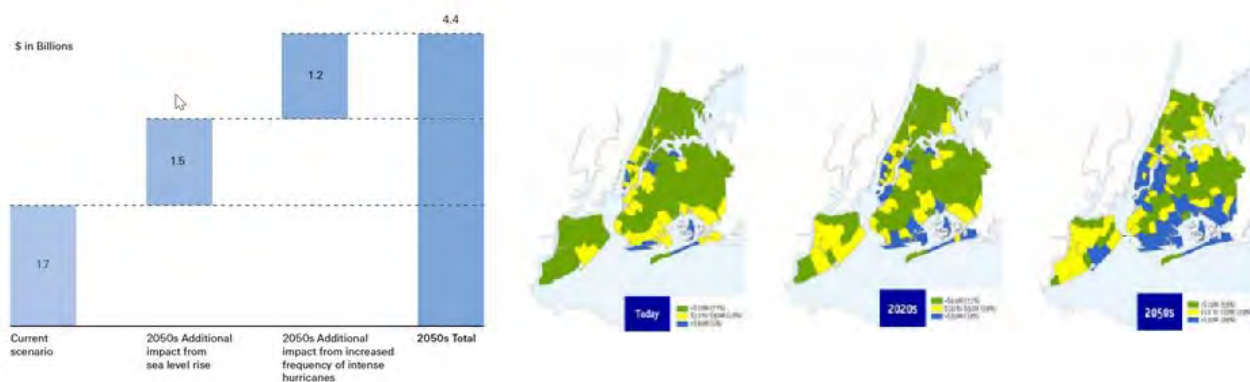 4.4
$ in Billions
1.2
1.5
1.7
Current
scenario
2050s Additional
impact from
sea level rise
2050s Additional
impact from increased
frequency of intense
hurricanes
2050s Total
Today
2020s
2050s